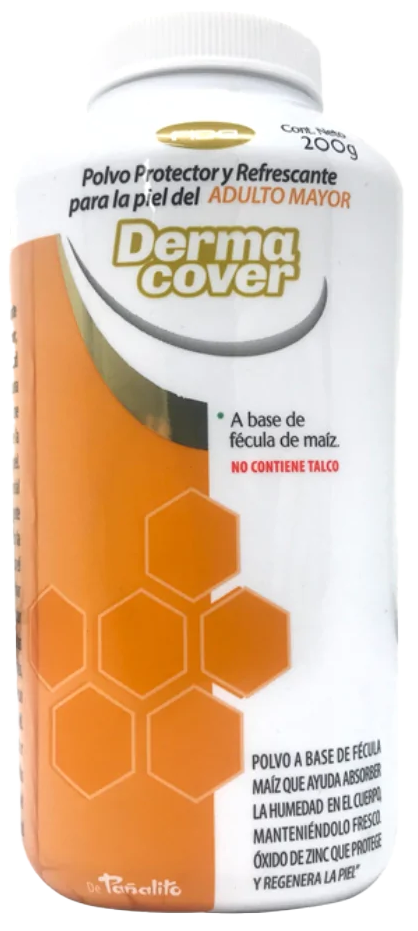 Cont. Neto
200g
Polvo Protector y Refrescante
para la piel del ADULTO MAYOR
Derma
cover
A base de
fécula de maíz.
NO CONTIENE TALCO
POLVO A BASE DE FÉCULA
MAÍZ QUE AYUDA ABSORBER
LA HUMEDAD EN EL CUERPO,
MANTENIÉNDOLO FRESCO.
ÓXIDO DE ZINC QUE PROTEGE
Y REGENERA LA PIEL"
De Pañalito